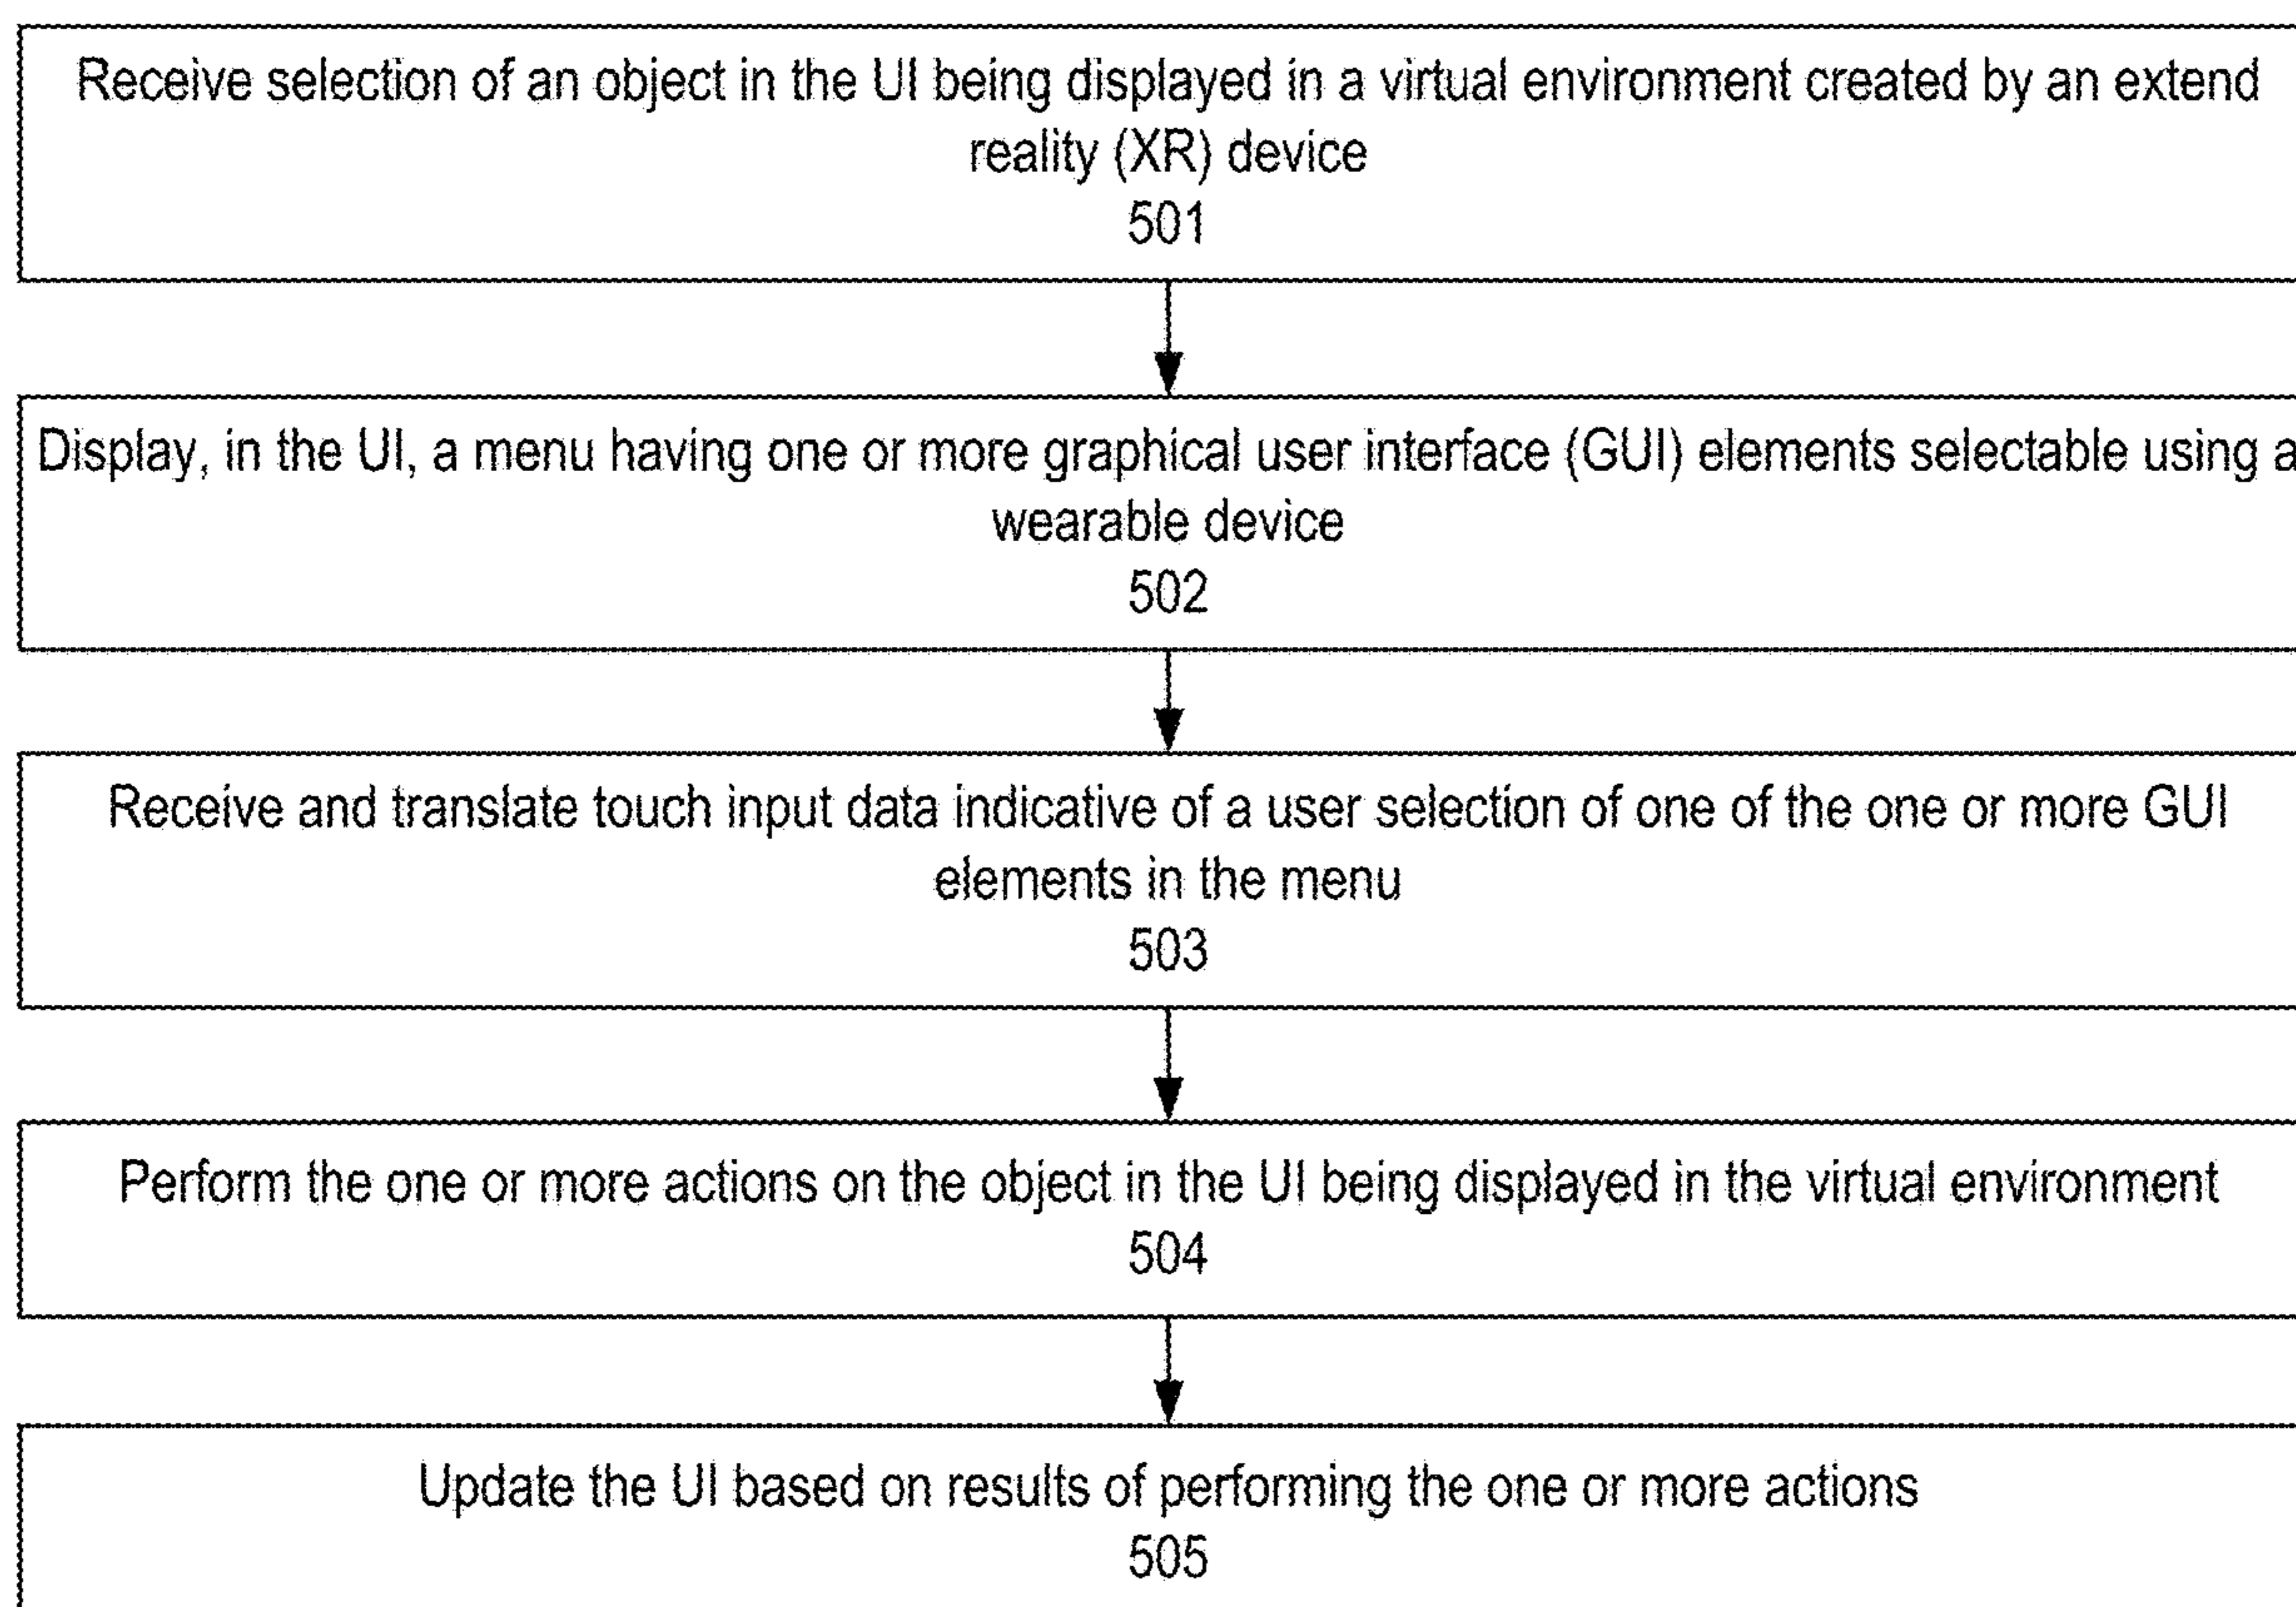 Receive selection of an object in the UI being displayed in a virtual environment created by an extend
reality (XR) device
501
Display, in the UI, a menu having one or more graphical user interface (GUI) elements selectable using a
wearable device
502
Receive and translate touch input data indicative of a user selection of one of the one or more GUI
elements in the menu
503
Perform the one or more actions on the object in the UI being displayed in the virtual environment
504
Update the UI based on results of performing the one or more actions
505